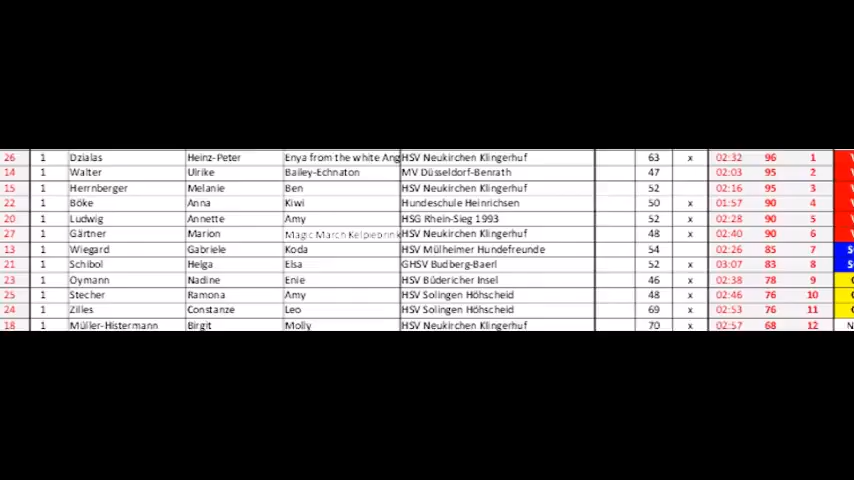 26 1 Dzialas Heinz-Peter Enya from the white Ang HSV Neukirchen Klingerhuf 63 x 02:32 96 1 V
14 1 Walter Ulrike Bailey-Echnaton MV Düsseldorf-Benrath 47 02:03 95 2 V
15 1 Herrnberger Melanie Ben HSV Neukirchen Klingerhuf 52 02:16 95 3 V
22 1 Böke Anna Kiwi Hundeschule Heinrichsen 50 x 01:57 90 4 V
20 1 Ludwig Annette Amy HSG Rhein-Sieg 1993 52 x 02:28 90 5 V
27 1 Gärtner Marion Magic March Kelpiebrink HSV Neukirchen Klingerhuf 48 x 02:40 90 6 V
13 1 Wiegard Gabriele Koda HSV Mülheimer Hundefreunde 54 02:26 85 7 S
21 1 Schibol Helga Elsa GHSV Budberg-Baerl 52 x 03:07 83 8 S
23 1 Oymann Nadine Enie HSV Büdericher Insel 46 x 02:38 78 9
25 1 Stecher Ramona Amy HSV Solingen Höhscheid 48 x 02:46 76 10
24 1 Zilles Constanze Leo HSV Solingen Höhscheid 69 x 02:53 76 11
18 1 Müller-Histermann Birgit Molly HSV Neukirchen Klingerhuf 70 x 02:57 68 12 N